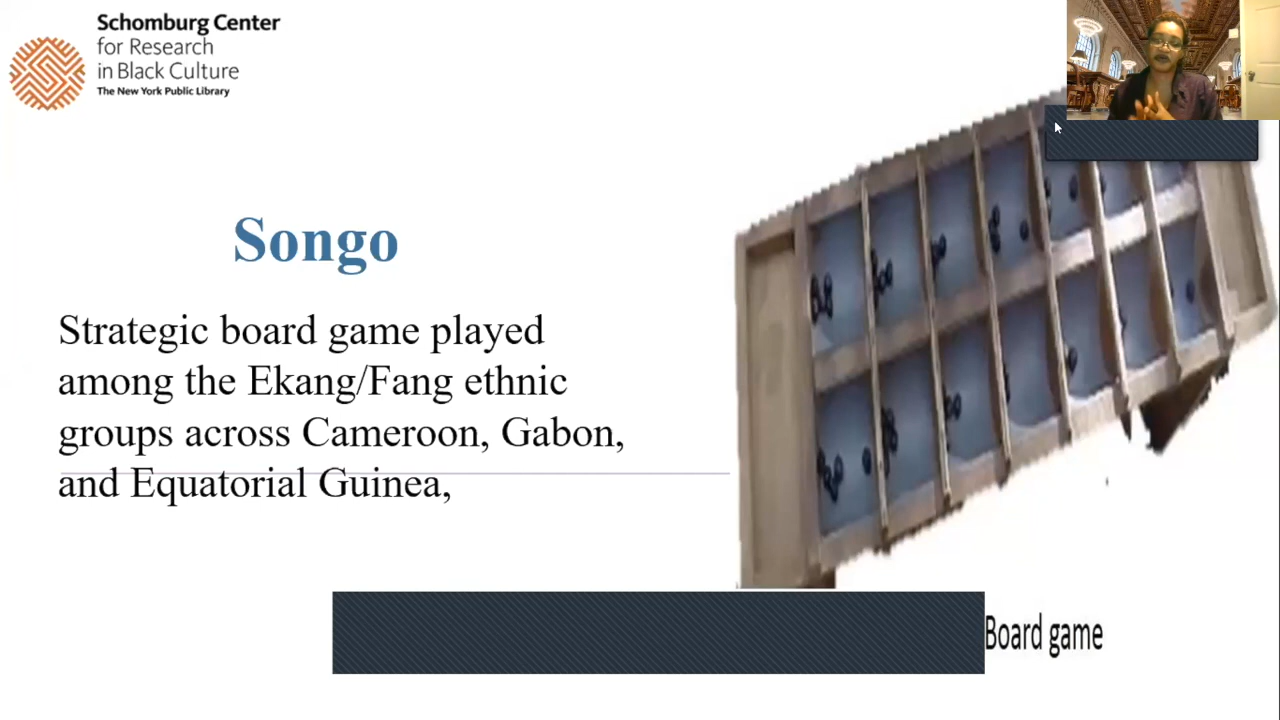 Schomburg Center
for Research
in Black Culture
The New York Public Library
Songo
Strategic board game played
among the Ekang/Fang ethnic
groups across Cameroon, Gabon,
and Equatorial Guinea,
Board game